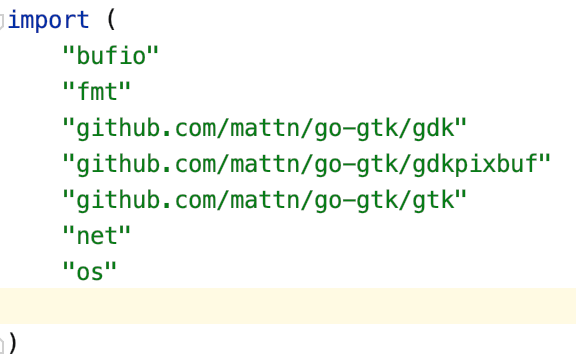 import (
    "bufio"
    "fmt"
    "github.com/mattn/go-gtk/gdk"
    "github.com/mattn/go-gtk/gdkpixbuf"
    "github.com/mattn/go-gtk/gtk"
    "net"
    "os"
)